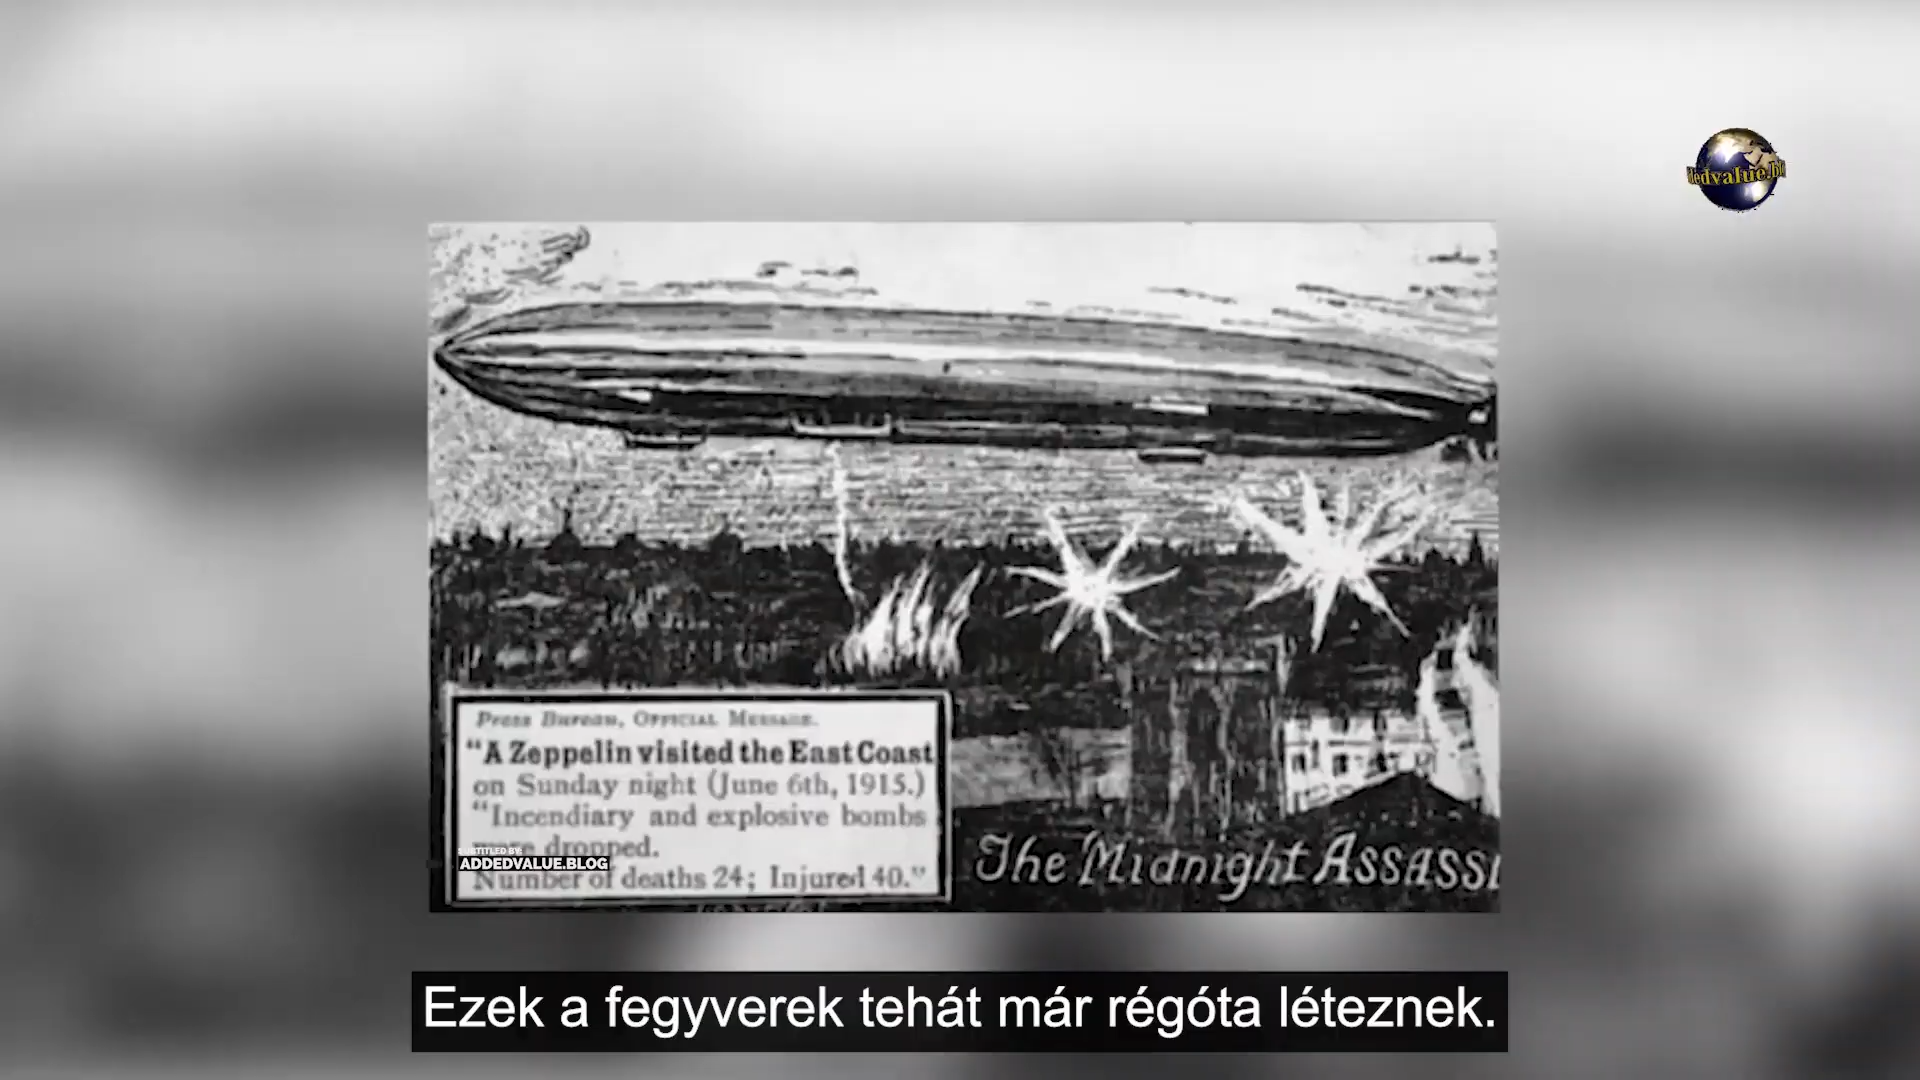 dedvalue.bl
Press Bureau, Official Message.
"A Zeppelin visited the East Coast
on Sunday night (June 6th, 1915.)
"Incendiary and explosive bombs
dropped.
SUBTITLED BY:
ADDEDVALUE.BLOG
Number of deaths 24; Injured 40."
The Midnight Assassi
Ezek a fegyverek tehát már régóta léteznek.